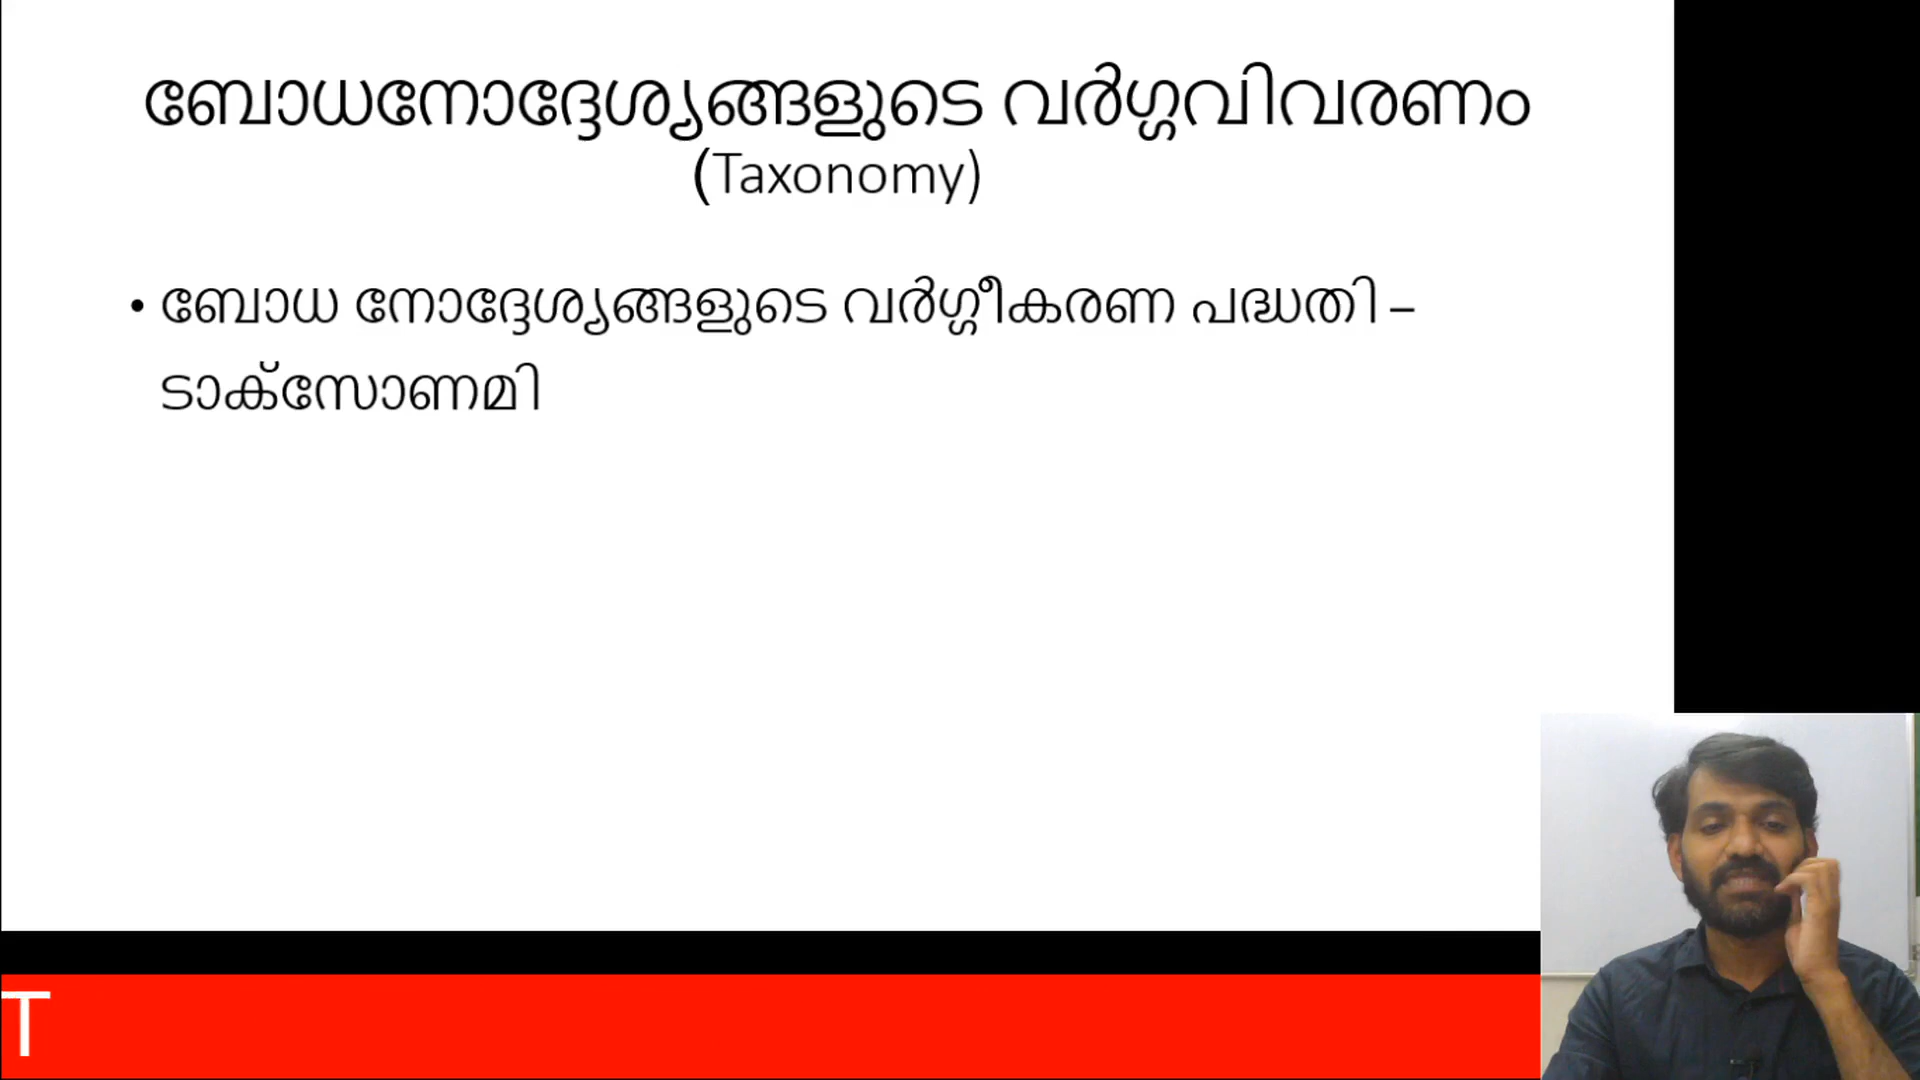 ബോധനോദ്ദേശ്യങ്ങളുടെ വർഗ്ഗവിവരണം
(Taxonomy)
• ബോധ നോദ്ദേശ്യങ്ങളുടെ വർഗ്ഗീകരണ പദ്ധതി –
ടാക്സോണമി
T